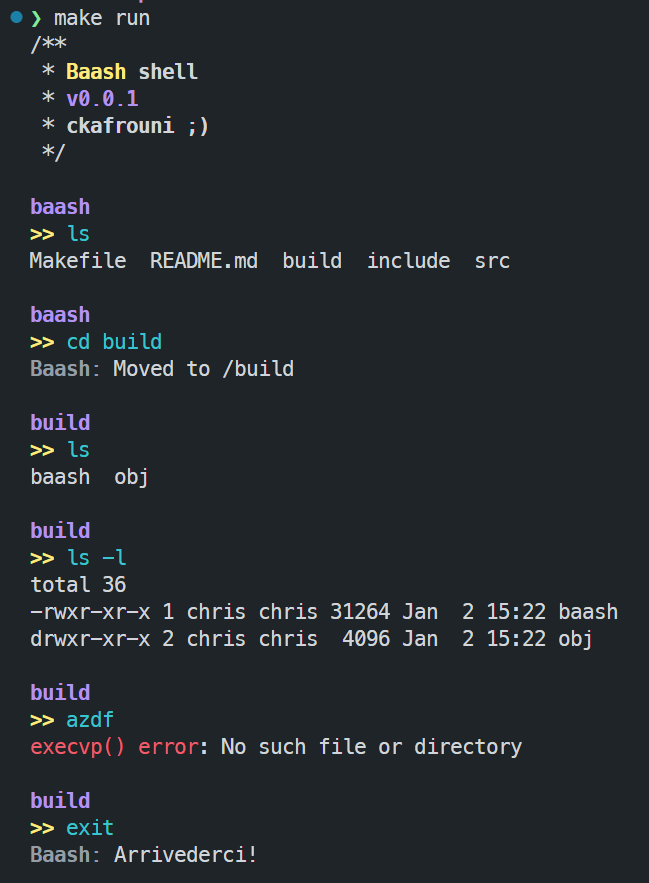 ❯ make run
/**
 * Baash shell
 * v0.0.1
 * ckafrouni ;)
 */
baash
>> ls
Makefile  README.md  build  include  src
baash
>> cd build
Baash: Moved to /build
build
>> ls
baash  obj
build
>> ls -l
total 36
-rwxr-xr-x 1 chris chris 31264 Jan  2 15:22 baash
drwxr-xr-x 2 chris chris  4096 Jan  2 15:22 obj
build
>> azdf
execvp() error: No such file or directory
build
>> exit
Baash: Arrivederci!